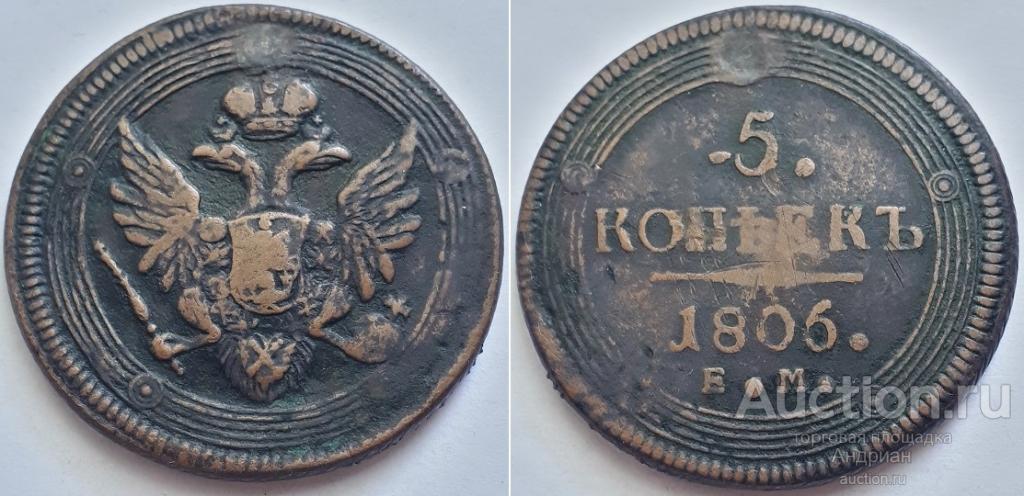 .5.
КОПѢЕКЪ
1806.
Е.М.
Auction.ru
торговая площадка
Андриан
auction.ru